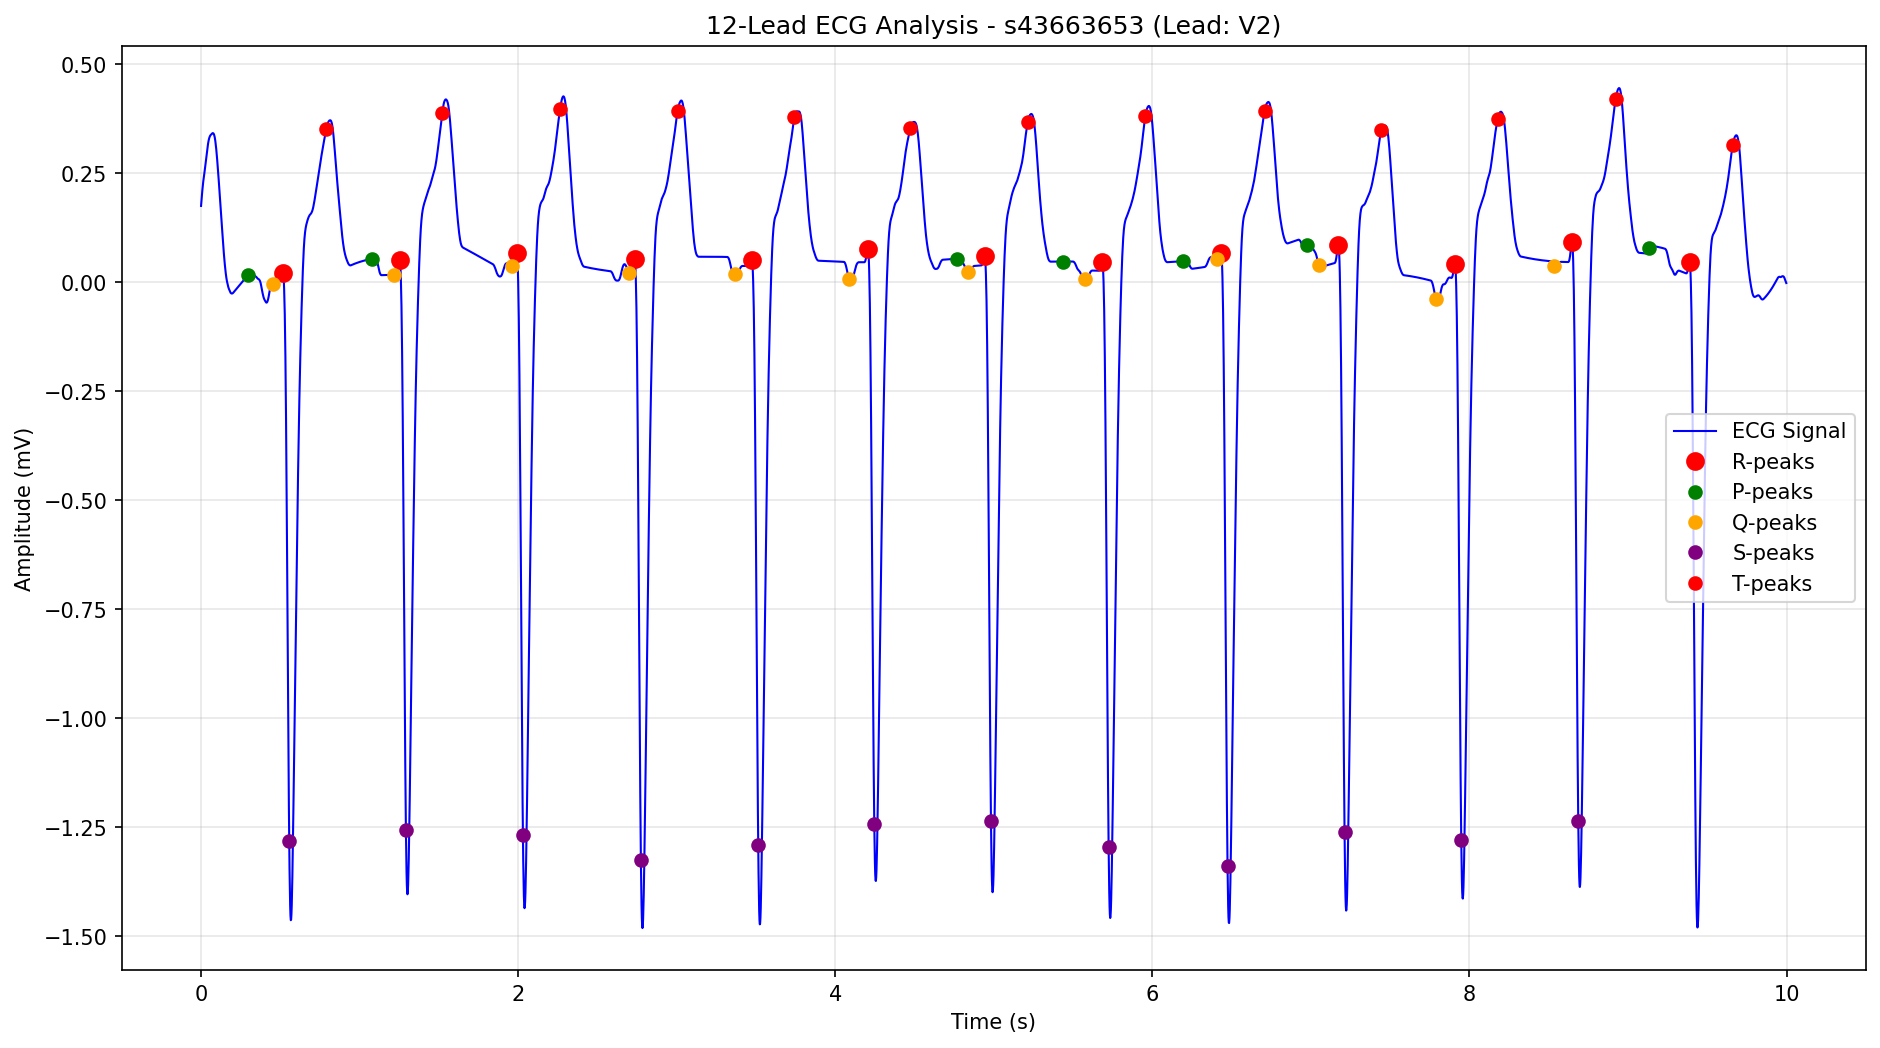 12-Lead ECG Analysis - s43663653 (Lead: V2)
0.50
0.25
0.00
−0.25
−0.50
−0.75
−1.00
−1.25
−1.50
Amplitude (mV)
ECG Signal
R-peaks
P-peaks
Q-peaks
S-peaks
T-peaks
0 2 4 6 8 10
Time (s)